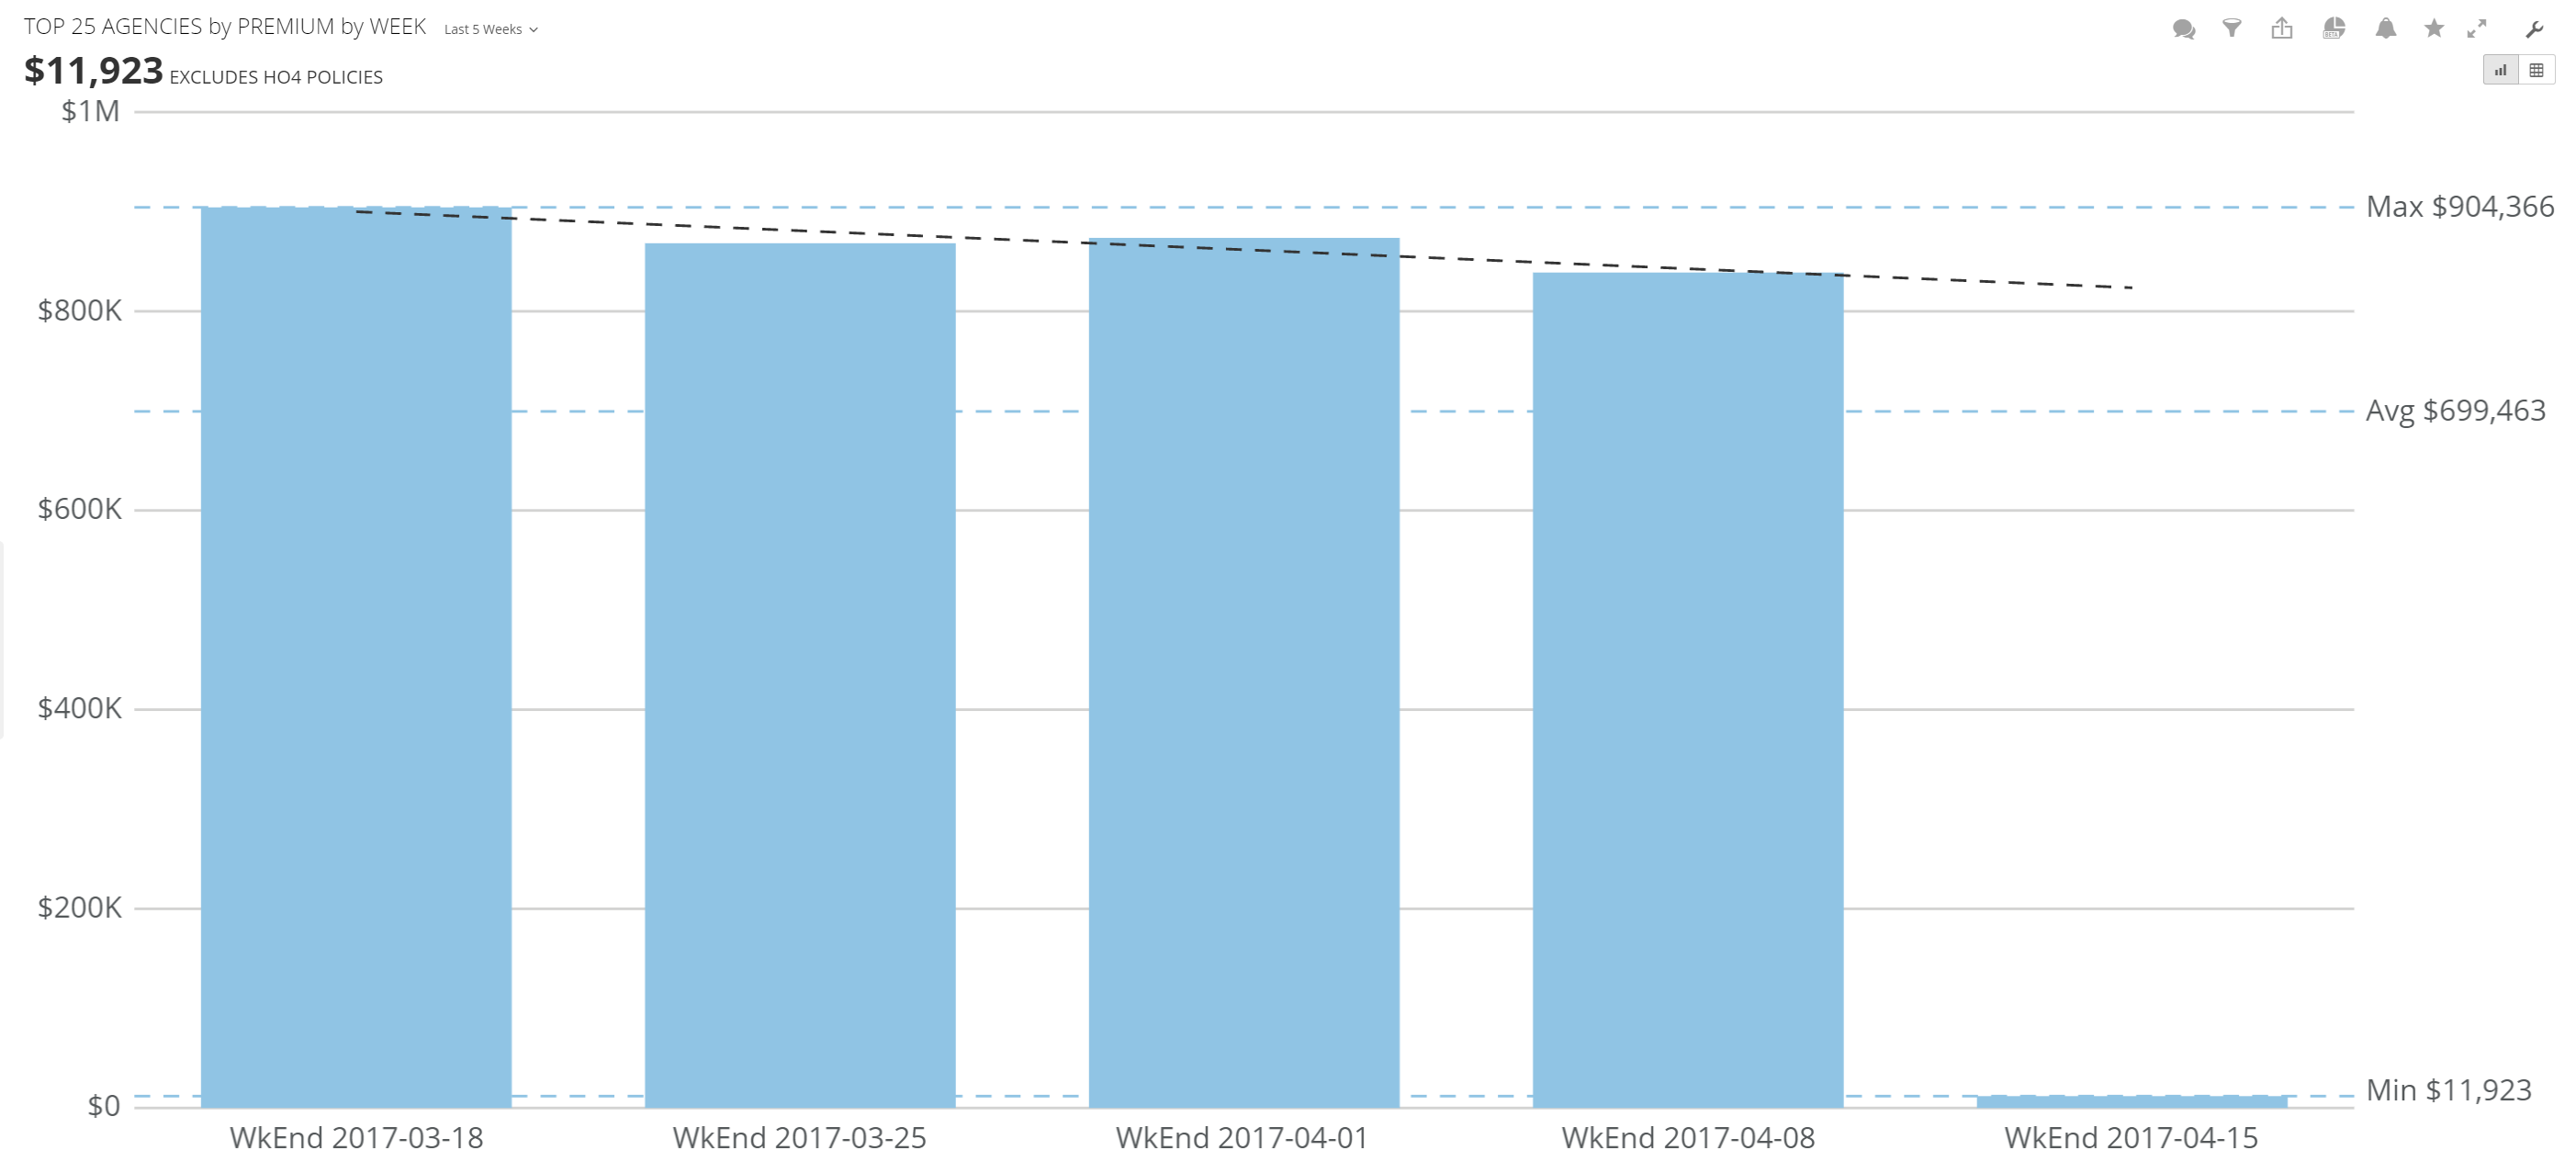 TOP 25 AGENCIES by PREMIUM by WEEK Last 5 Weeks
$11,923 EXCLUDES HO4 POLICIES
BETA
$1M
Max $904,366
$800K
Avg $699,463
$600K
$400K
$200K
Min $11,923
$0
WkEnd 2017-03-18 WkEnd 2017-03-25 WkEnd 2017-04-01 WkEnd 2017-04-08 WkEnd 2017-04-15